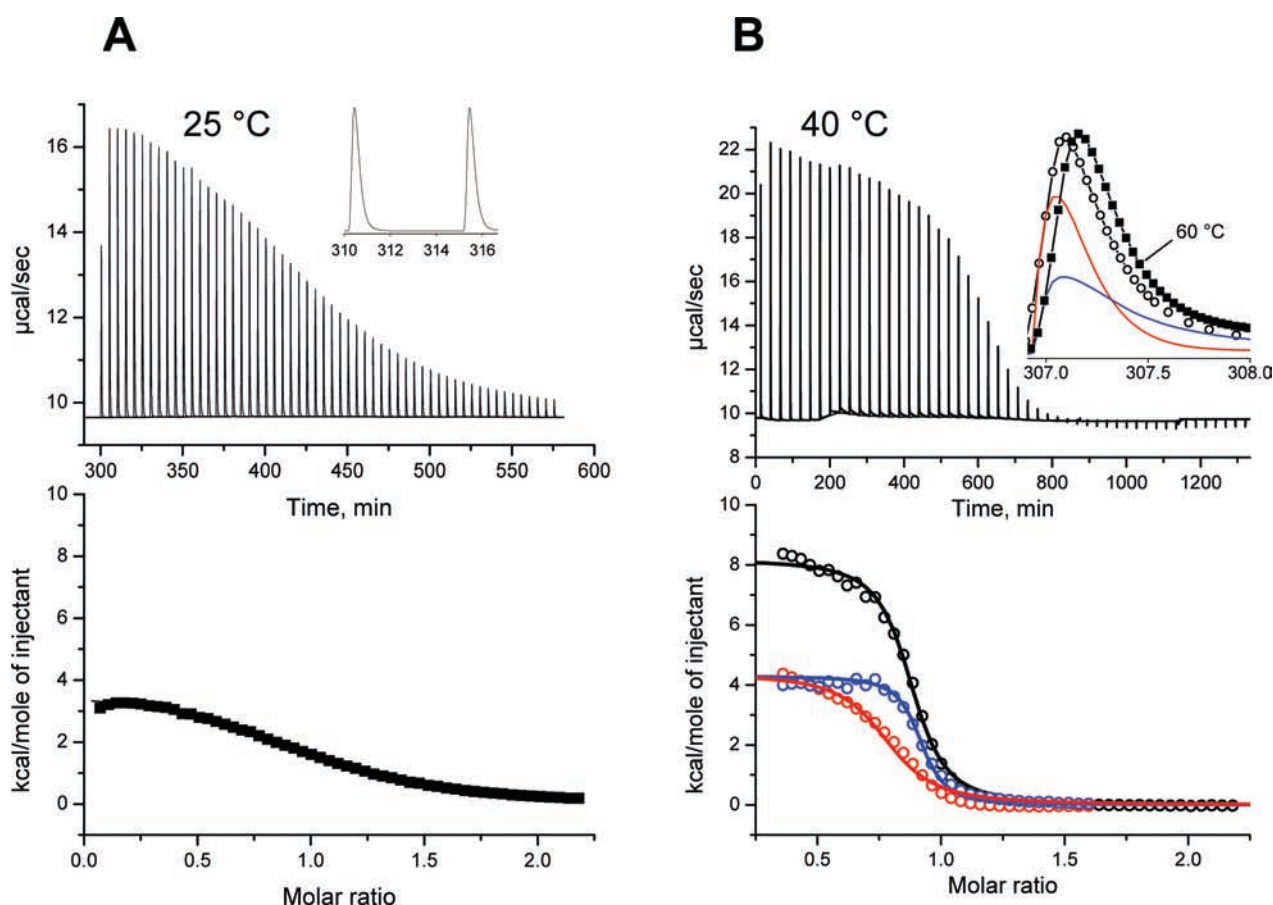 A
25 °C
µcal/sec
16
14
12
10
310 312 314 316
300 350 400 450 500 550 600
Time, min
kcal/mole of injectant
10
8
6
4
2
0
0.0 0.5 1.0 1.5 2.0
Molar ratio
B
40 °C
µcal/sec
22
20
18
16
14
12
10
8
60 °C
307.0 307.5 308.0
0 200 400 600 800 1000 1200
Time, min
kcal/mole of injectant
10
8
6
4
2
0
0.5 1.0 1.5 2.0
Molar ratio